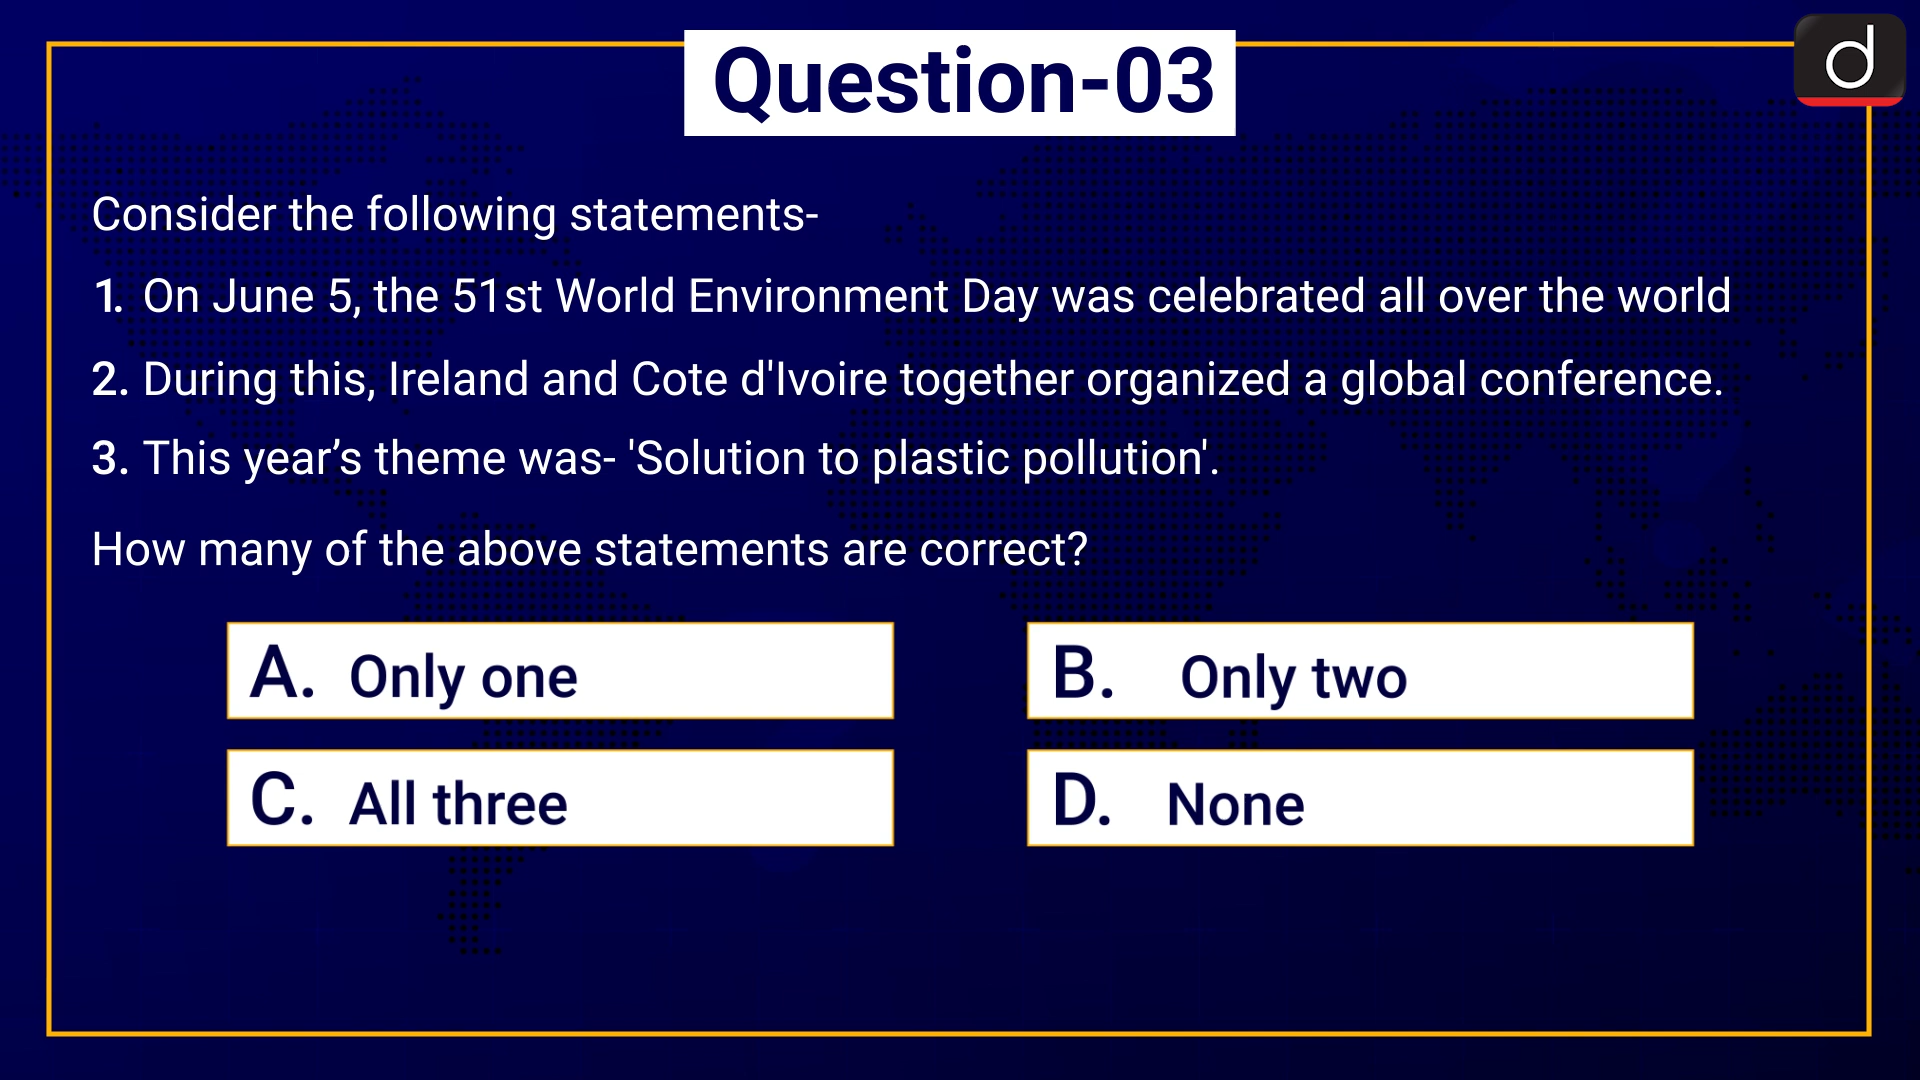 Question-03
d
Consider the following statements-
1. On June 5, the 51st World Environment Day was celebrated all over the world
2. During this, Ireland and Cote d'Ivoire together organized a global conference.
3. This year’s theme was- 'Solution to plastic pollution'.
How many of the above statements are correct?
A. Only one
B. Only two
C. All three
D. None